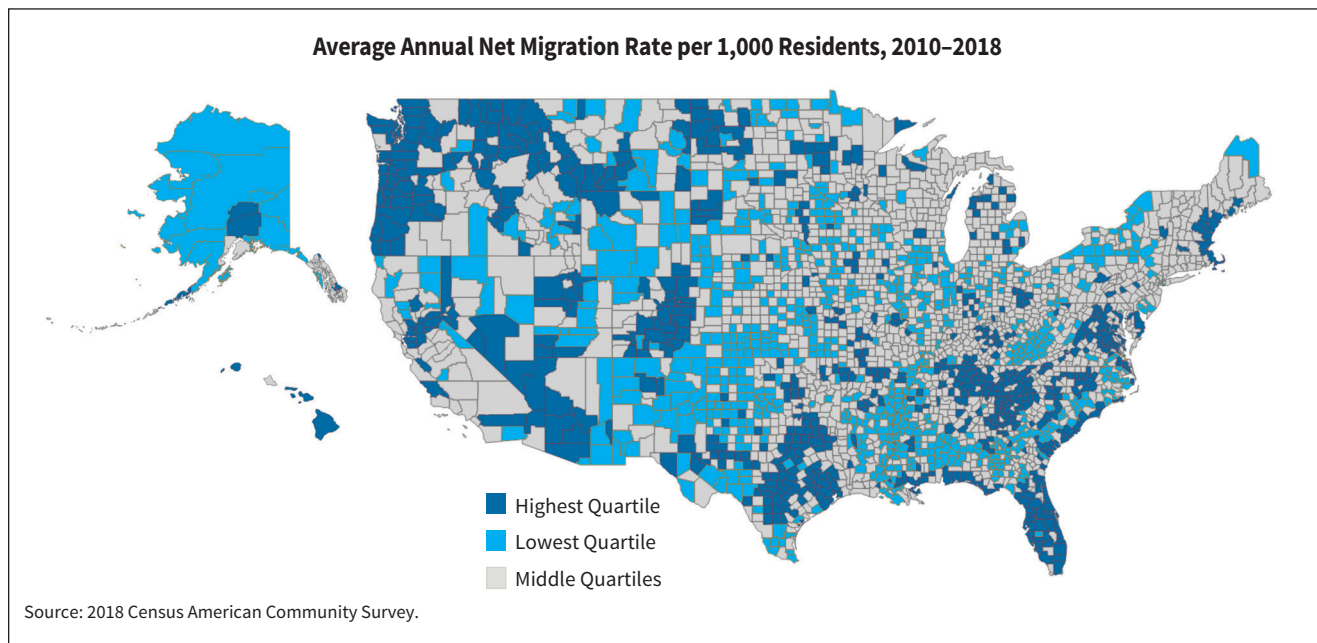 Average Annual Net Migration Rate per 1,000 Residents, 2010–2018
Highest Quartile
Lowest Quartile
Middle Quartiles
Source: 2018 Census American Community Survey.